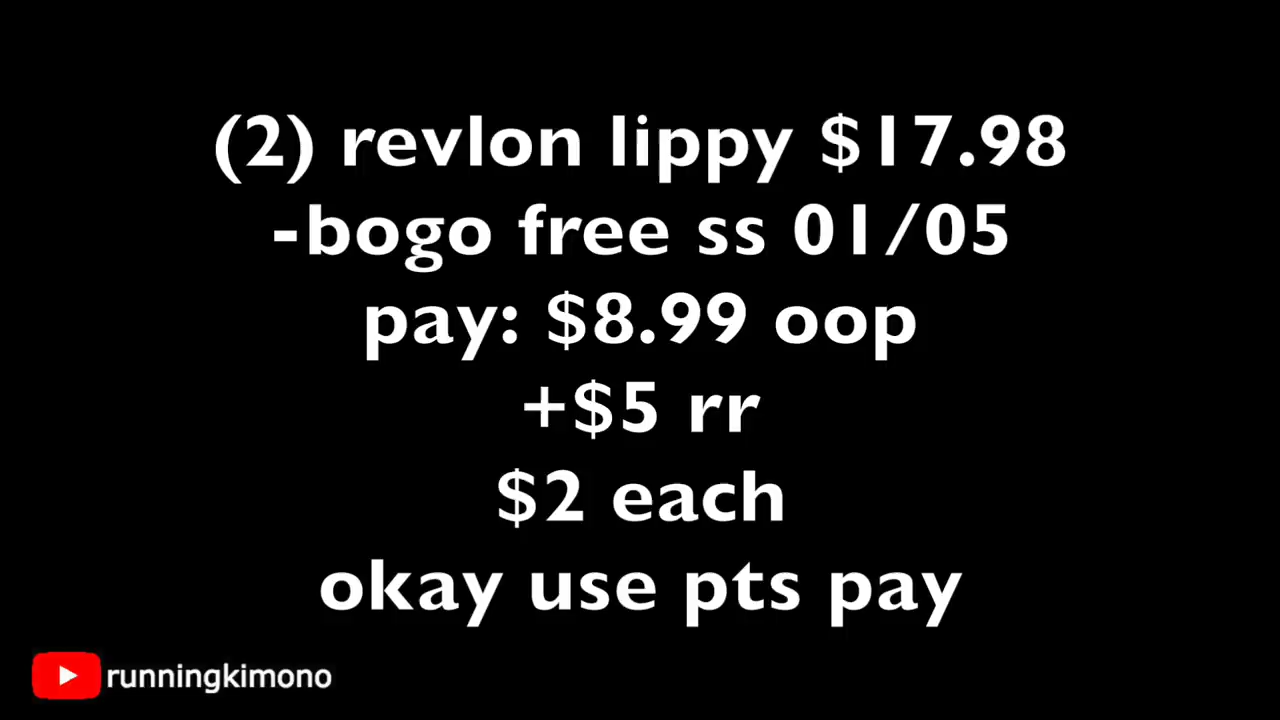 (2) revlon lippy $17.98
-bogo free ss 01/05
pay: $8.99 oop
+$5 rr
$2 each
okay use pts pay
runningkimono